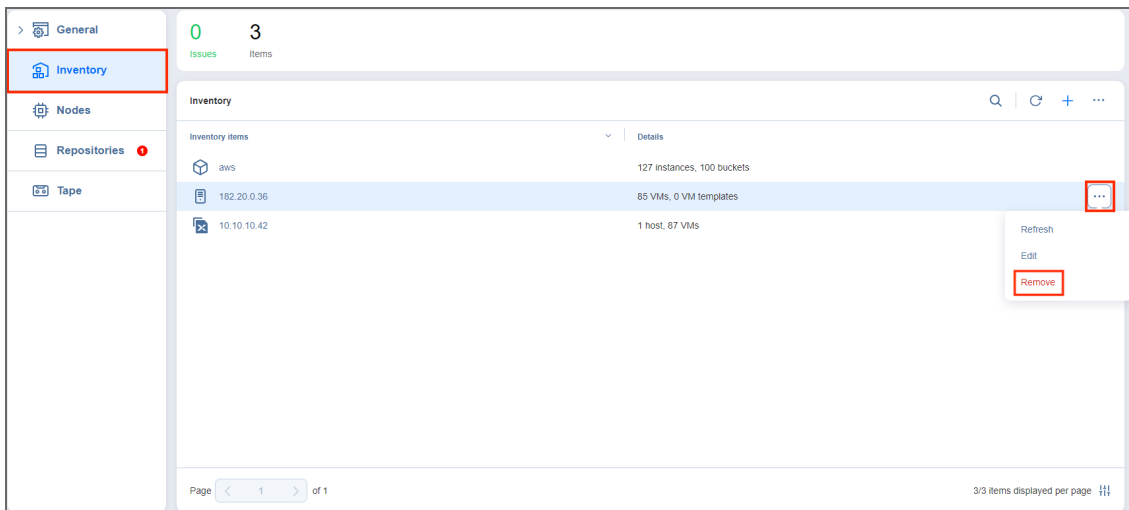 General
Inventory
Nodes
Repositories 1
Tape
0 3
Issues Items
Inventory
Inventory items Details
aws 127 instances, 100 buckets
182.20.0.36 85 VMs, 0 VM templates
10.10.10.42 1 host, 87 VMs
Refresh
Edit
Remove
Page 1 of 1 3/3 items displayed per page